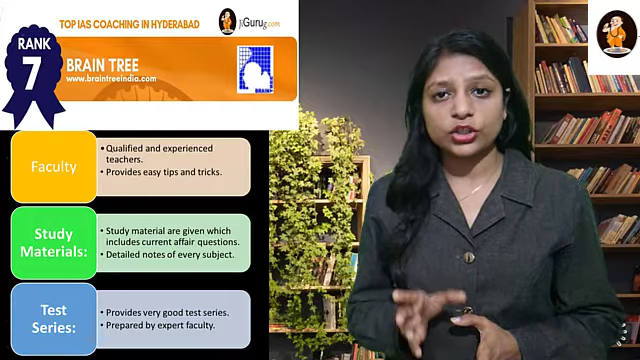 TOP IAS COACHING IN HYDERABAD
RANK
7
BRAIN TREE
www.braintreeindia.com
BRAIN
Faculty
•Qualified and experienced
teachers.
•Provides easy tips and tricks.
Study
Materials:
• Study material are given which
includes current affair questions.
• Detailed notes of every subject.
Test
Series:
• Provides very good test series.
• Prepared by expert faculty.